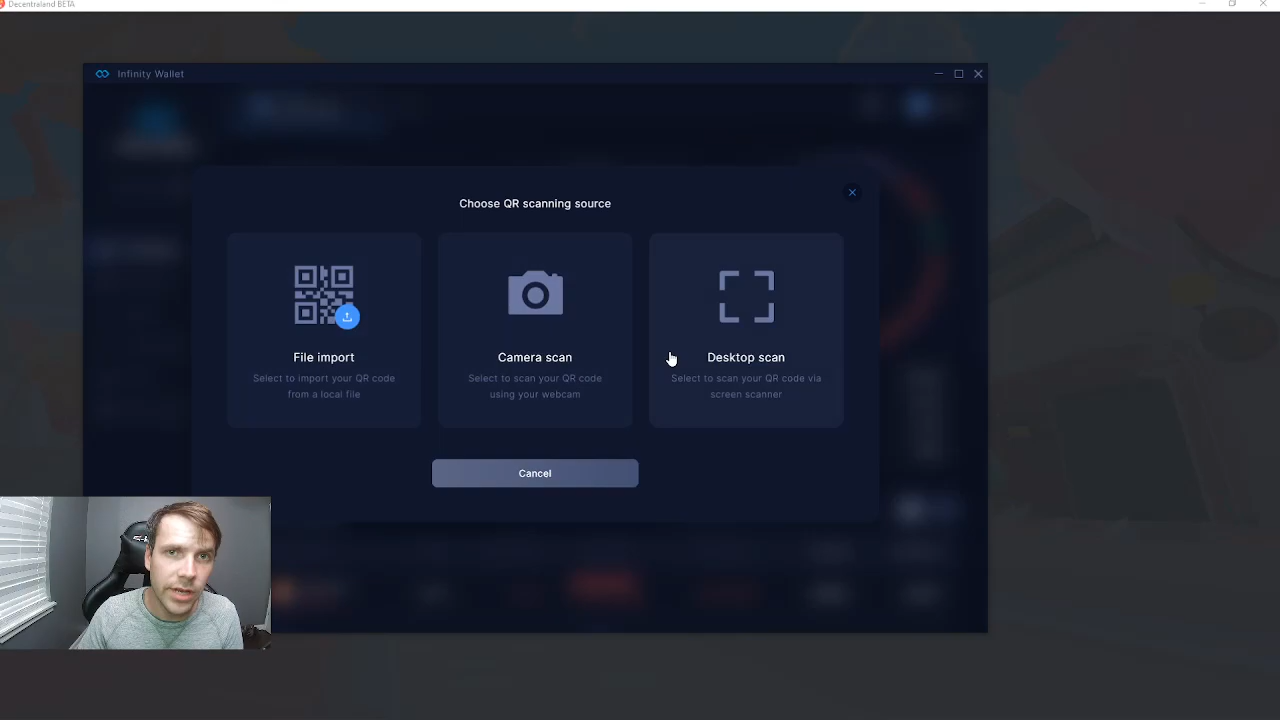 Decentraland BETA
Infinity Wallet
Choose QR scanning source
File import
Select to import your QR code
from a local file
Camera scan
Select to scan your QR code
using your webcam
Desktop scan
Select to scan your QR code via
screen scanner
Cancel